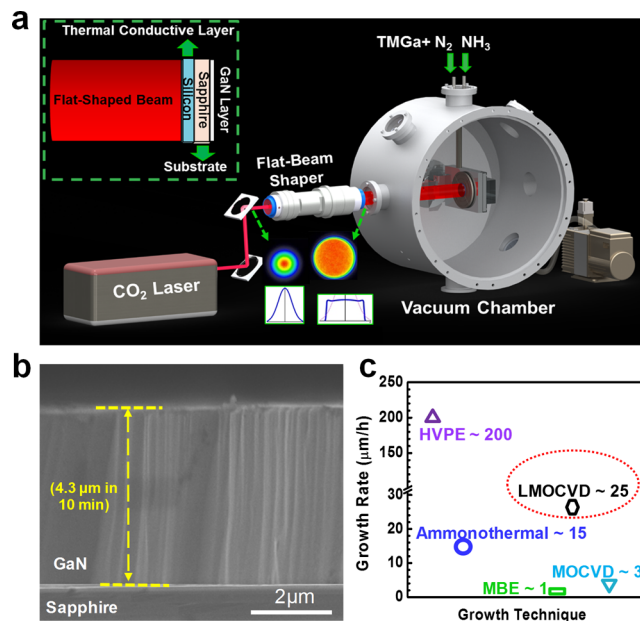 a
Thermal Conductive Layer
Flat-Shaped Beam
Silicon
Sapphire
GaN Layer
Substrate
TMGa+ N₂ NH₃
Flat-Beam
Shaper
CO₂ Laser
Vacuum Chamber
b
(4.3 µm in
10 min)
GaN
Sapphire
2µm
c
Growth Rate (µm/h)
250
200
150
30
20
10
0
HVPE ~ 200
LMOCVD ~ 25
Ammonothermal ~ 15
MOCVD ~ 3
MBE ~ 1
Growth Technique